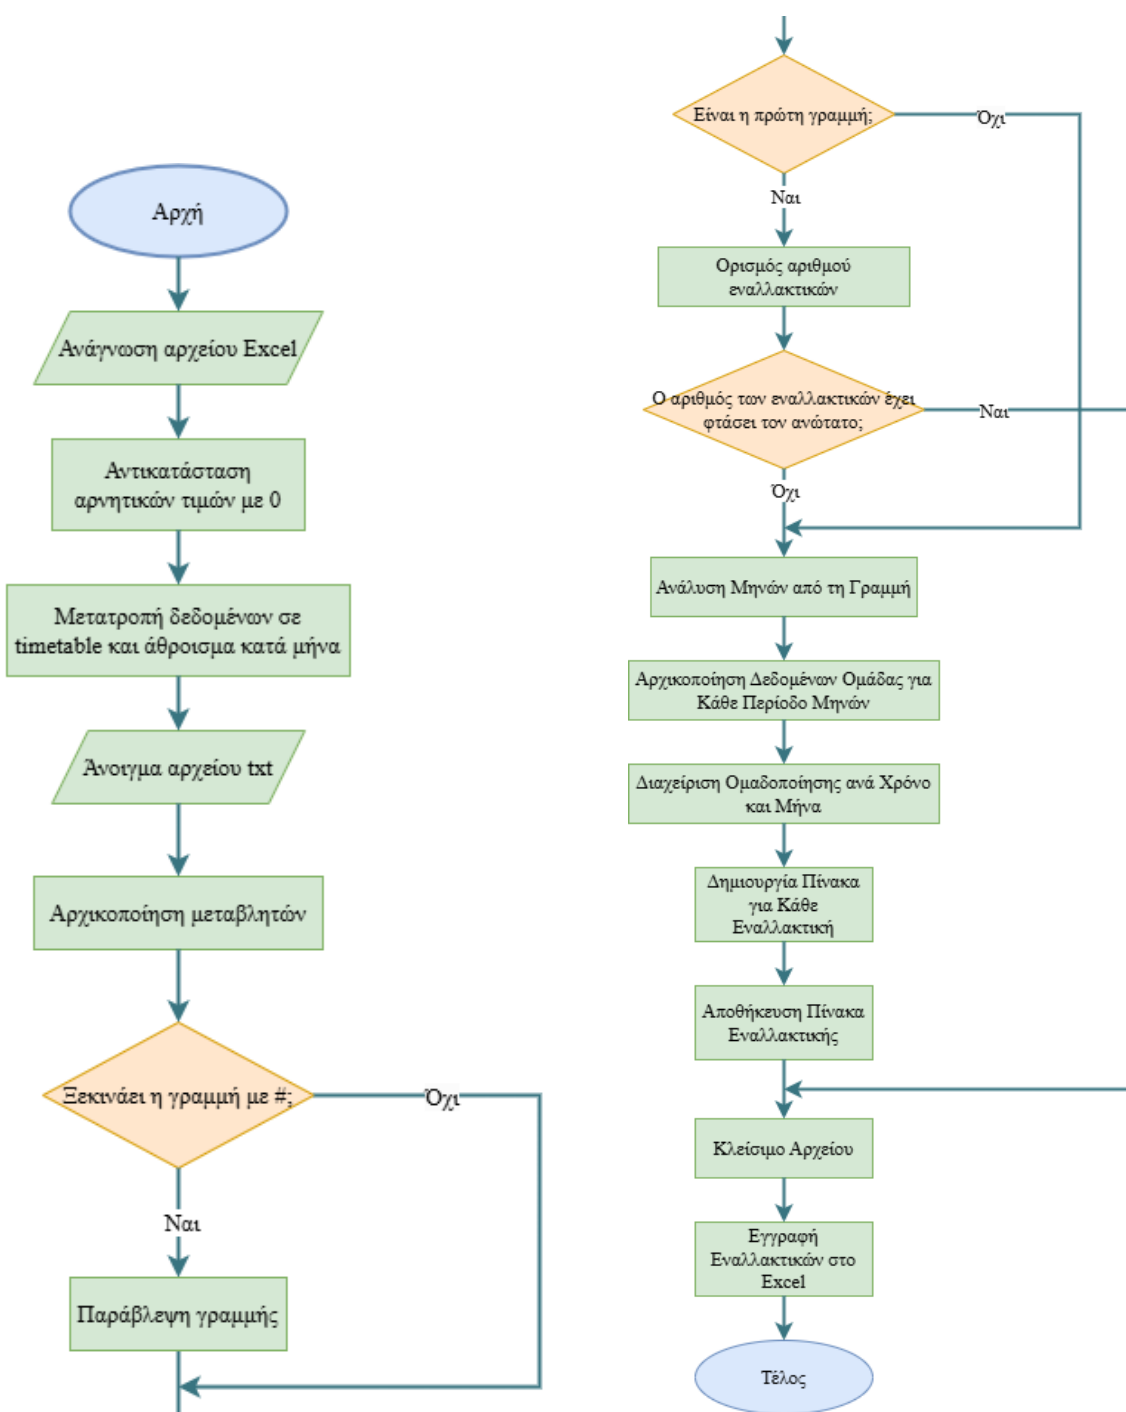 Αρχή
Ανάγνωση αρχείου Excel
Αντικατάσταση
αρνητικών τιμών με 0
Μετατροπή δεδομένων σε
timetable και άθροισμα κατά μήνα
Άνοιγμα αρχείου txt
Αρχικοποίηση μεταβλητών
Ξεκινάει η γραμμή με #;
Όχι
Ναι
Παράβλεψη γραμμής
Είναι η πρώτη γραμμή;
Όχι
Ναι
Ορισμός αριθμού
εναλλακτικών
Ο αριθμός των εναλλακτικών έχει
φτάσει τον ανώτατο;
Ναι
Όχι
Ανάλυση Μηνών από τη Γραμμή
Αρχικοποίηση Δεδομένων Ομάδας για
Κάθε Περίοδο Μηνών
Διαχείριση Ομαδοποίησης ανά Χρόνο
και Μήνα
Δημιουργία Πίνακα
για Κάθε
Εναλλακτική
Αποθήκευση Πίνακα
Εναλλακτικής
Κλείσιμο Αρχείου
Εγγραφή
Εναλλακτικών στο
Excel
Τέλος